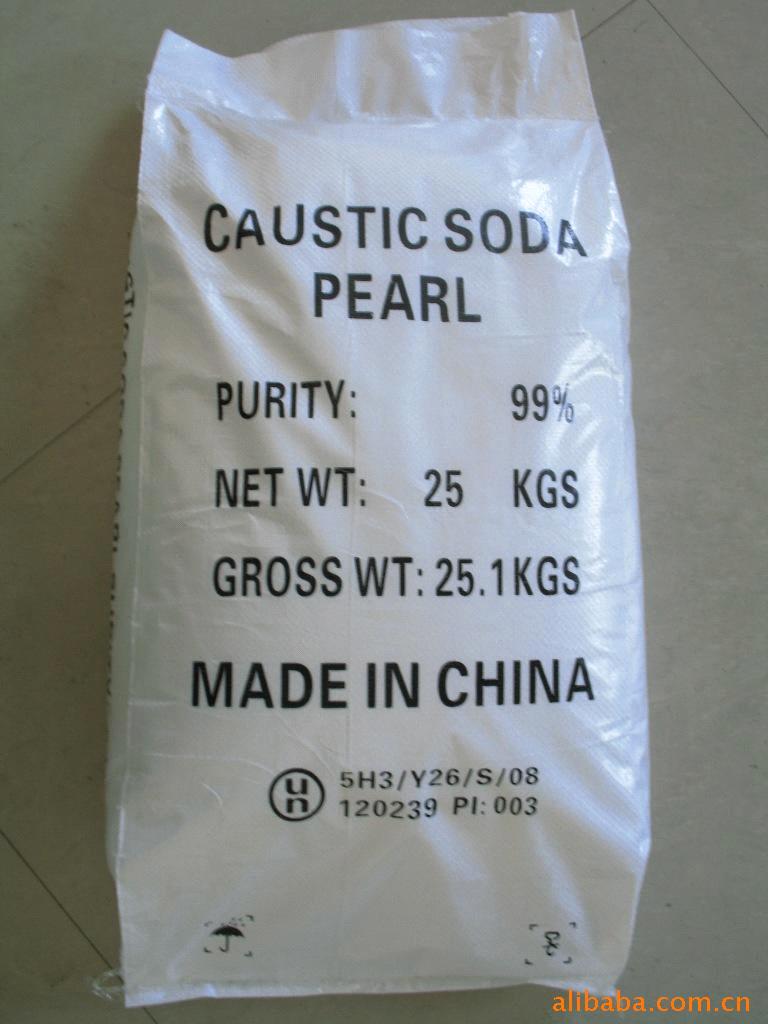 CAUSTIC SODA
PEARL
PURITY: 99%
NET WT: 25 KGS
GROSS WT: 25.1KGS
MADE IN CHINA
un
5H3/Y26/S/08
120239 PI: 003
alibaba.com.cn